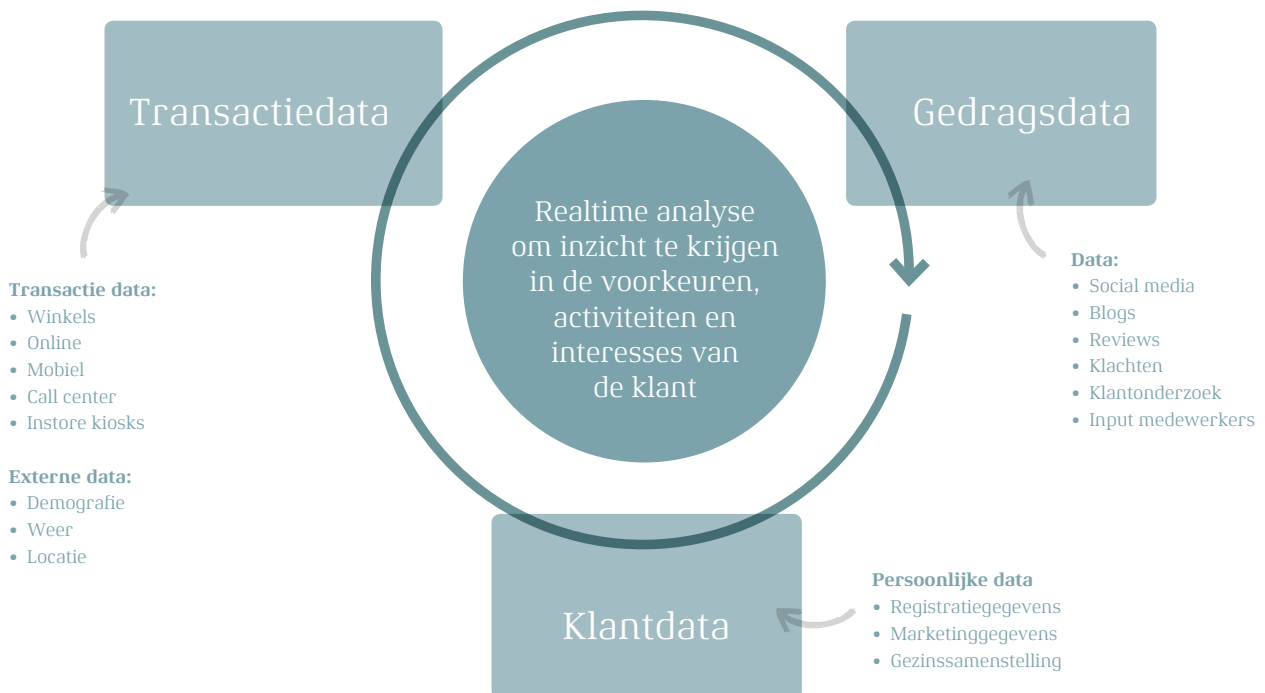 Transactiedata
Gedragsdata
Realtime analyse
om inzicht te krijgen
in de voorkeuren,
activiteiten en
interesses van
de klant
Transactie data:
• Winkels
• Online
• Mobiel
• Call center
• Instore kiosks
Externe data:
• Demografie
• Weer
• Locatie
Data:
• Social media
• Blogs
• Reviews
• Klachten
• Klantonderzoek
• Input medewerkers
Klantdata
Persoonlijke data
• Registratiegegevens
• Marketinggegevens
• Gezinssamenstelling